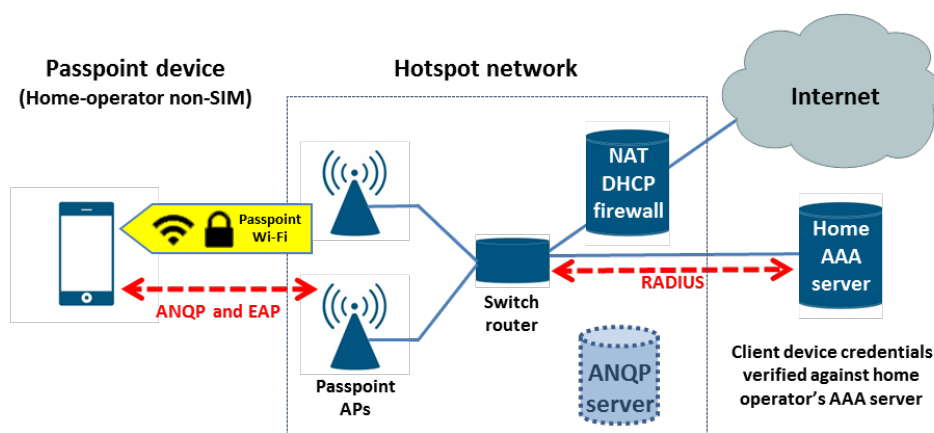 Passpoint device
(Home-operator non-SIM)
Hotspot network
Internet
NAT
DHCP
firewall
Passpoint
Wi-Fi
Home
AAA
server
ANQP and EAP
RADIUS
Switch
router
Passpoint
APs
ANQP
server
Client device credentials
verified against home
operator's AAA server